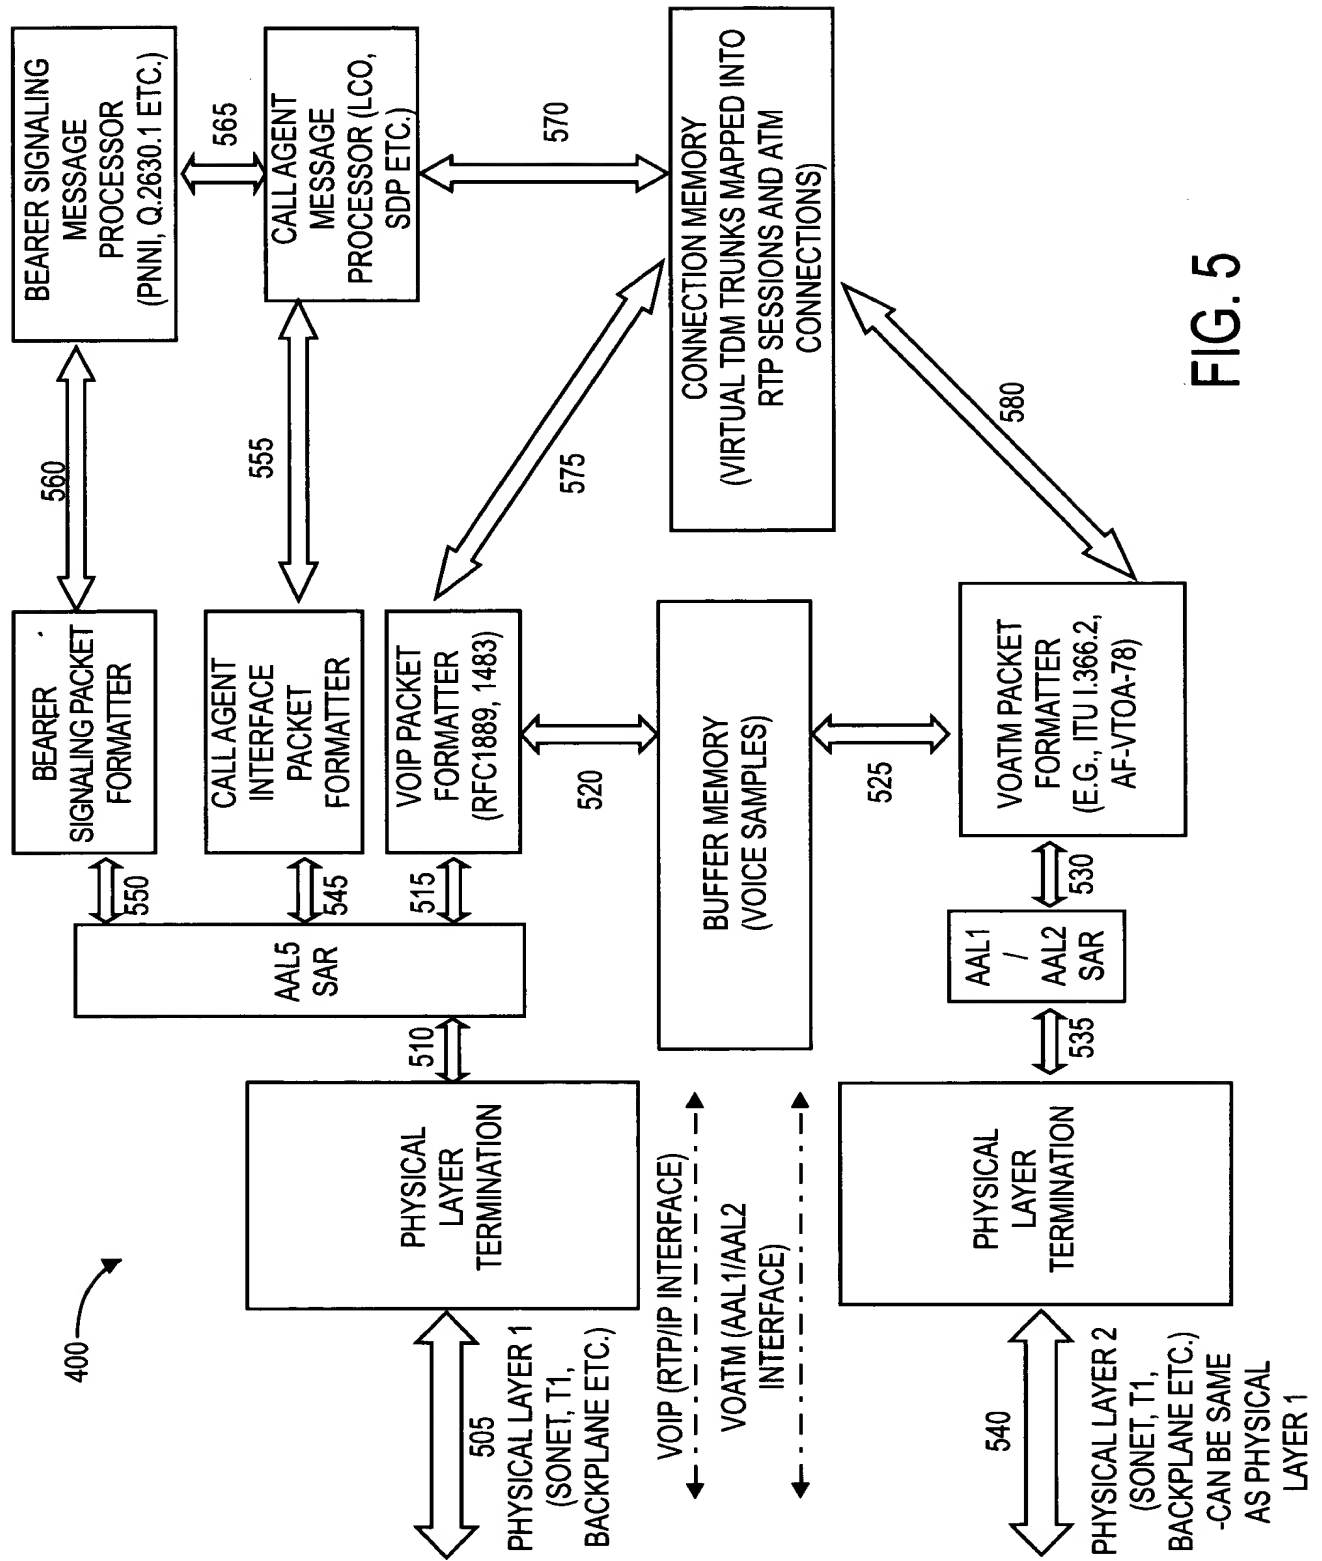 400
505
PHYSICAL LAYER 1
(SONET, T1,
BACKPLANE ETC.)
PHYSICAL
LAYER
TERMINATION
510
AAL5
SAR
550
545
515
BEARER
SIGNALING PACKET
FORMATTER
CALL AGENT
INTERFACE
PACKET
FORMATTER
VOIP PACKET
FORMATTER
(RFC1889, 1483)
560
555
BEARER SIGNALING
MESSAGE
PROCESSOR
(PNNI, Q.2630.1 ETC.)
565
CALL AGENT
MESSAGE
PROCESSOR (LCO,
SDP ETC.)
570
575
520
VOIP (RTP/IP INTERFACE)
VOATM (AAL1/AAL2
INTERFACE)
BUFFER MEMORY
(VOICE SAMPLES)
CONNECTION MEMORY
(VIRTUAL TDM TRUNKS MAPPED INTO
RTP SESSIONS AND ATM
CONNECTIONS)
525
580
540
PHYSICAL LAYER 2
(SONET, T1,
BACKPLANE ETC.)
-CAN BE SAME
AS PHYSICAL
LAYER 1
PHYSICAL
LAYER
TERMINATION
535
AAL1
/
AAL2
SAR
530
VOATM PACKET
FORMATTER
(E.G., ITU I.366.2,
AF-VTOA-78)
FIG. 5